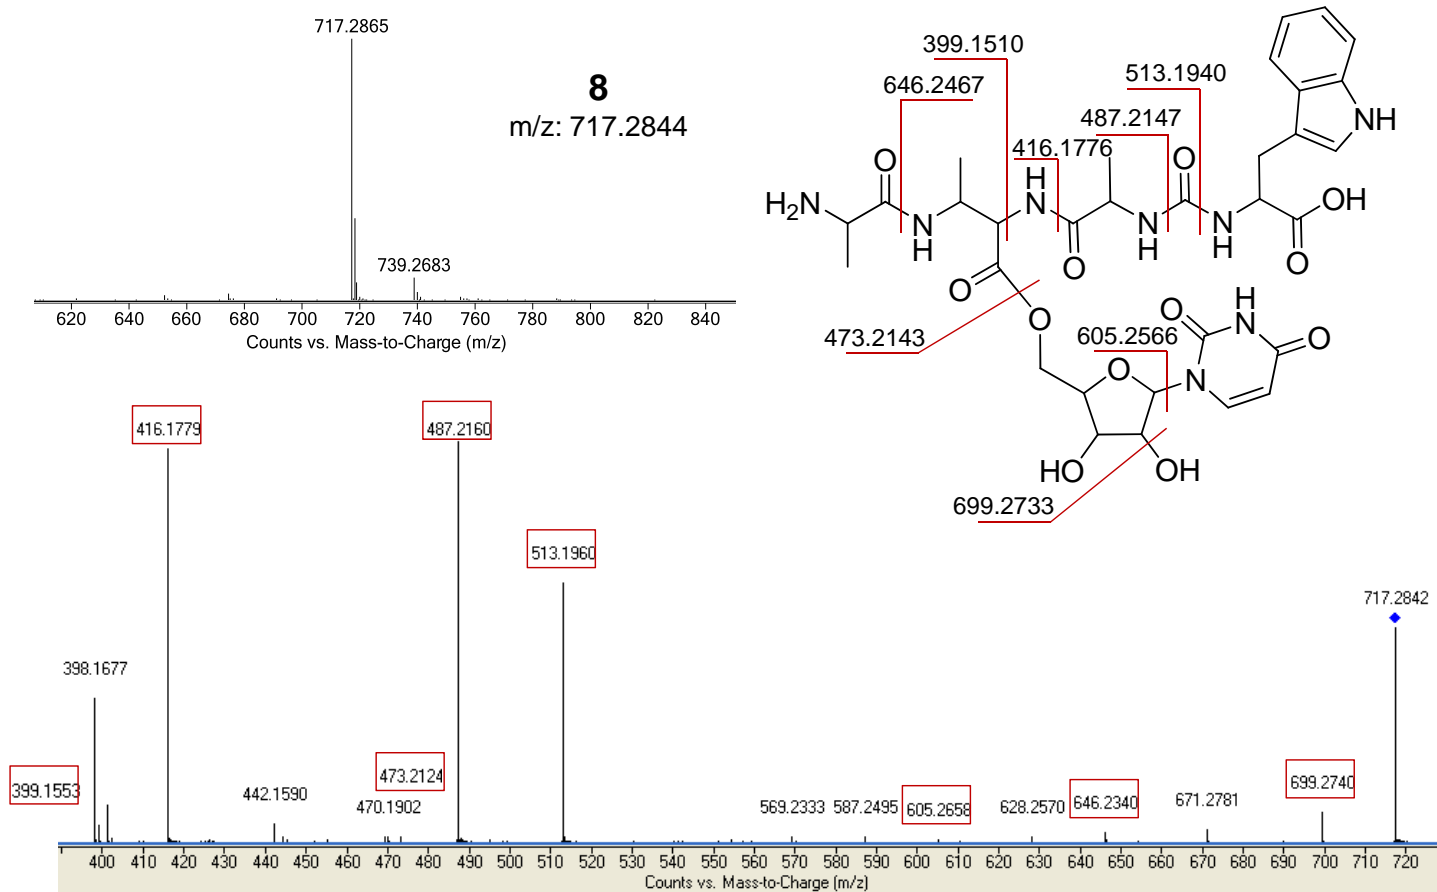 717.2865
8
m/z: 717.2844
739.2683
620 640 660 680 700 720 740 760 780 800 820 840
Counts vs. Mass-to-Charge (m/z)
399.1510
646.2467
513.1940
487.2147
416.1776
NH
O
O
H
H2N
N
H
N
H
N
H
OH
O
O
O
O
473.2143
605.2566
O
H
N
O
O
N
HO
OH
699.2733
416.1779
487.2160
513.1960
717.2842
398.1677
399.1553
442.1590
473.2124
470.1902
569.2333
587.2495
605.2658
628.2570
646.2340
671.2781
699.2740
400 410 420 430 440 450 460 470 480 490 500 510 520 530 540 550 560 570 580 590 600 610 620 630 640 650 660 670 680 690 700 710 720
Counts vs. Mass-to-Charge (m/z)